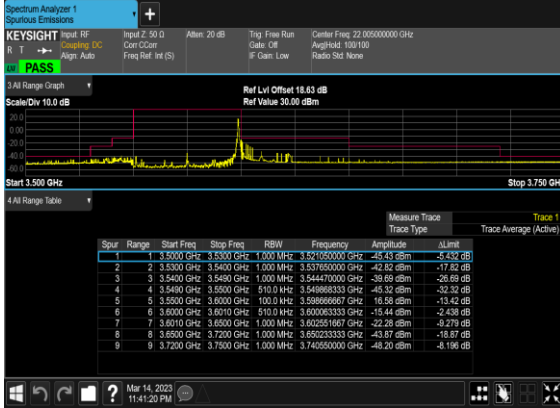 Spectrum Analyzer 1
Spurious Emissions
+
KEYSIGHT Input: RF Input Z: 50 Ω Atten: 20 dB Trig: Free Run Center Freq: 22.005000000 GHz
R T Coupling: DC Corr CCorr Gate: Off Avg|Hold: 100/100
Align: Auto Freq Ref: Int (S) IF Gain: Low Radio Std: None
LXI PASS
3 All Range Graph
Ref Lvl Offset 18.63 dB
Scale/Div 10.0 dB Ref Value 30.00 dBm
20.0
0.00
-20.0
-40.0
-60.0
Start 3.500 GHz Stop 3.750 GH
4 All Range Table
Measure Trace Trace 1
Trace Type Trace Average (Active)
Spur Range Start Freq Stop Freq RBW Frequency Amplitude ΔLimit
1 1 3.5000 GHz 3.5300 GHz 1.000 MHz 3.521050000 GHz -45.43 dBm -5.432 dB
2 2 3.5300 GHz 3.5400 GHz 1.000 MHz 3.537650000 GHz -42.82 dBm -17.82 dB
3 3 3.5400 GHz 3.5490 GHz 1.000 MHz 3.544470000 GHz -39.69 dBm -26.69 dB
4 4 3.5490 GHz 3.5500 GHz 510.0 kHz 3.549868333 GHz -45.32 dBm -32.32 dB
5 5 3.5500 GHz 3.6000 GHz 100.0 kHz 3.598666667 GHz 16.58 dBm -13.42 dB
6 6 3.6000 GHz 3.6010 GHz 510.0 kHz 3.600063333 GHz -15.44 dBm -2.438 dB
7 7 3.6010 GHz 3.6500 GHz 1.000 MHz 3.602551667 GHz -22.28 dBm -9.279 dB
8 8 3.6500 GHz 3.7200 GHz 1.000 MHz 3.650233333 GHz -43.87 dBm -18.87 dB
9 9 3.7200 GHz 3.7500 GHz 1.000 MHz 3.740550000 GHz -48.20 dBm -8.196 dB
? Mar 14, 2023
11:41:20 PM